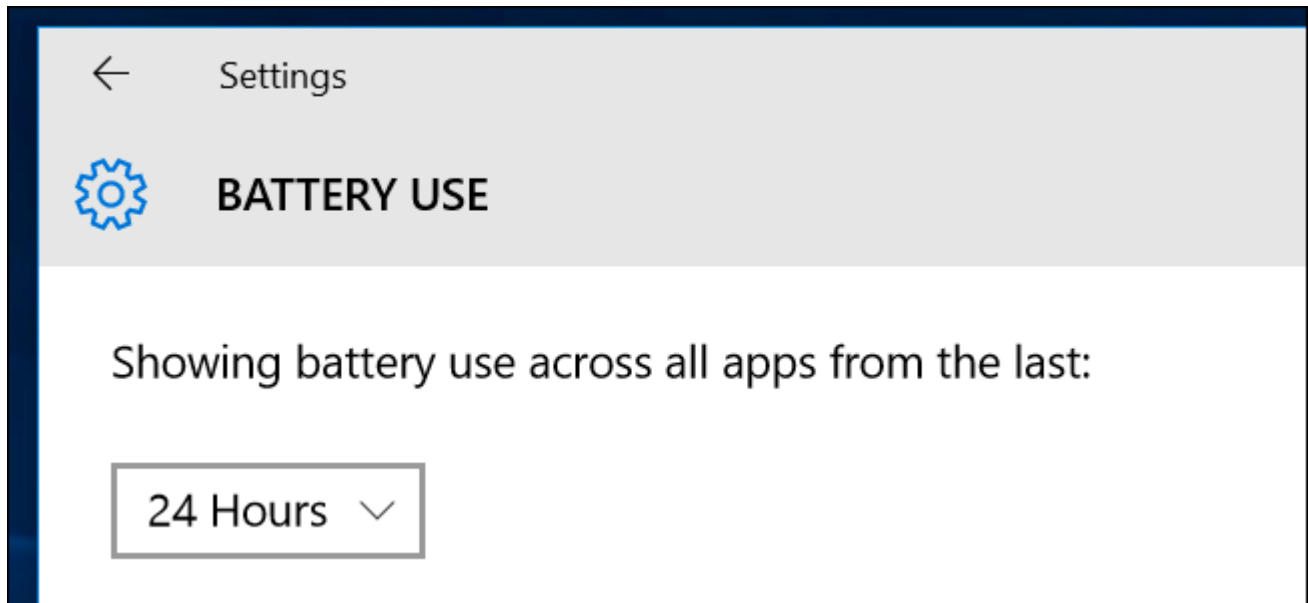 Settings
BATTERY USE
Showing battery use across all apps from the last:
24 Hours